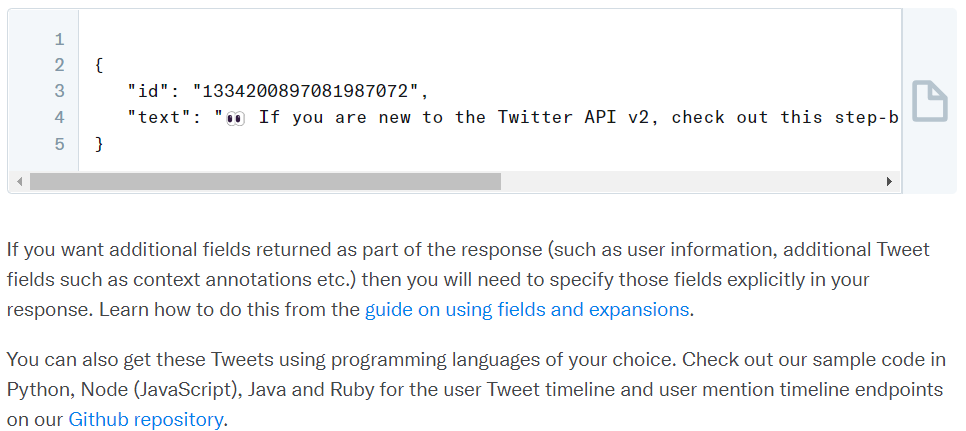 1
2 {
3 "id": "1334200897081987072",
4 "text": "👀 If you are new to the Twitter API v2, check out this step-b
5 }
If you want additional fields returned as part of the response (such as user information, additional Tweet
fields such as context annotations etc.) then you will need to specify those fields explicitly in your
response. Learn how to do this from the guide on using fields and expansions.
You can also get these Tweets using programming languages of your choice. Check out our sample code in
Python, Node (JavaScript), Java and Ruby for the user Tweet timeline and user mention timeline endpoints
on our Github repository.